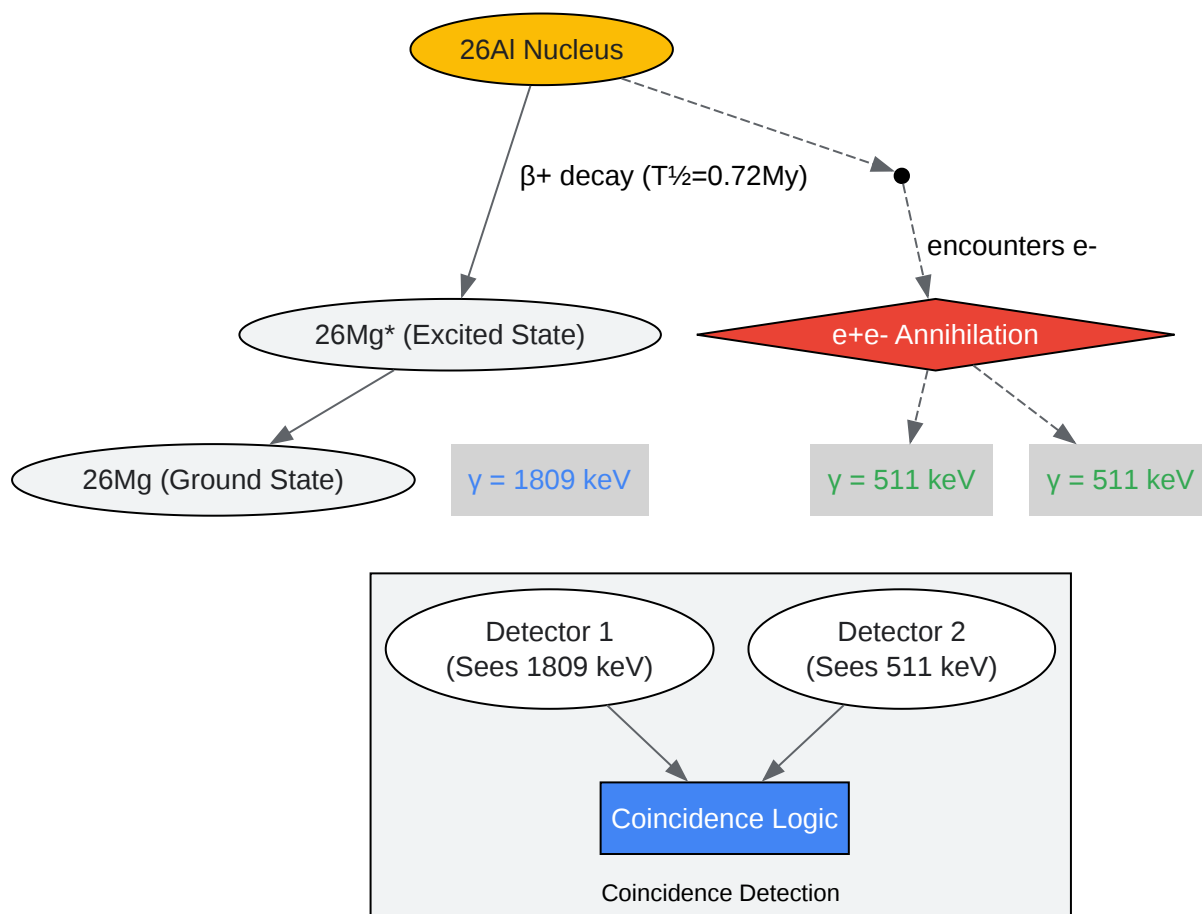 26Al Nucleus
β+ decay (T½=0.72My)
encounters e-
26Mg* (Excited State)
e+e- Annihilation
26Mg (Ground State)
γ = 1809 keV
γ = 511 keV
γ = 511 keV
Detector 1
(Sees 1809 keV)
Detector 2
(Sees 511 keV)
Coincidence Logic
Coincidence Detection